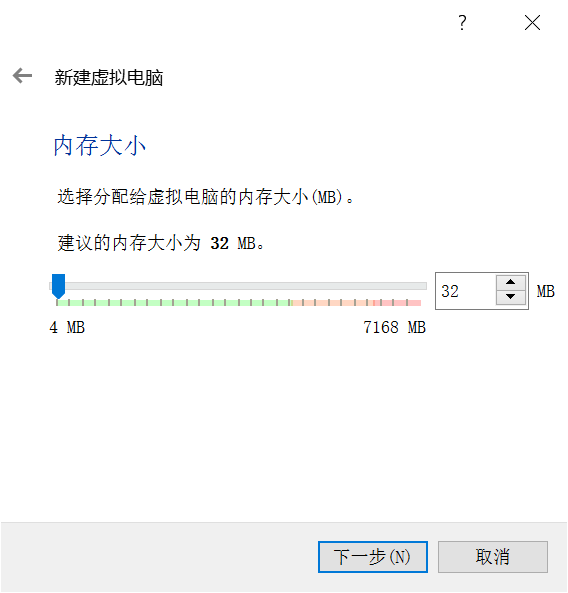 ?
新建虚拟电脑
内存大小
选择分配给虚拟电脑的内存大小(MB)。
建议的内存大小为 32 MB。
32 MB
4 MB 7168 MB
下一步(N) 取消